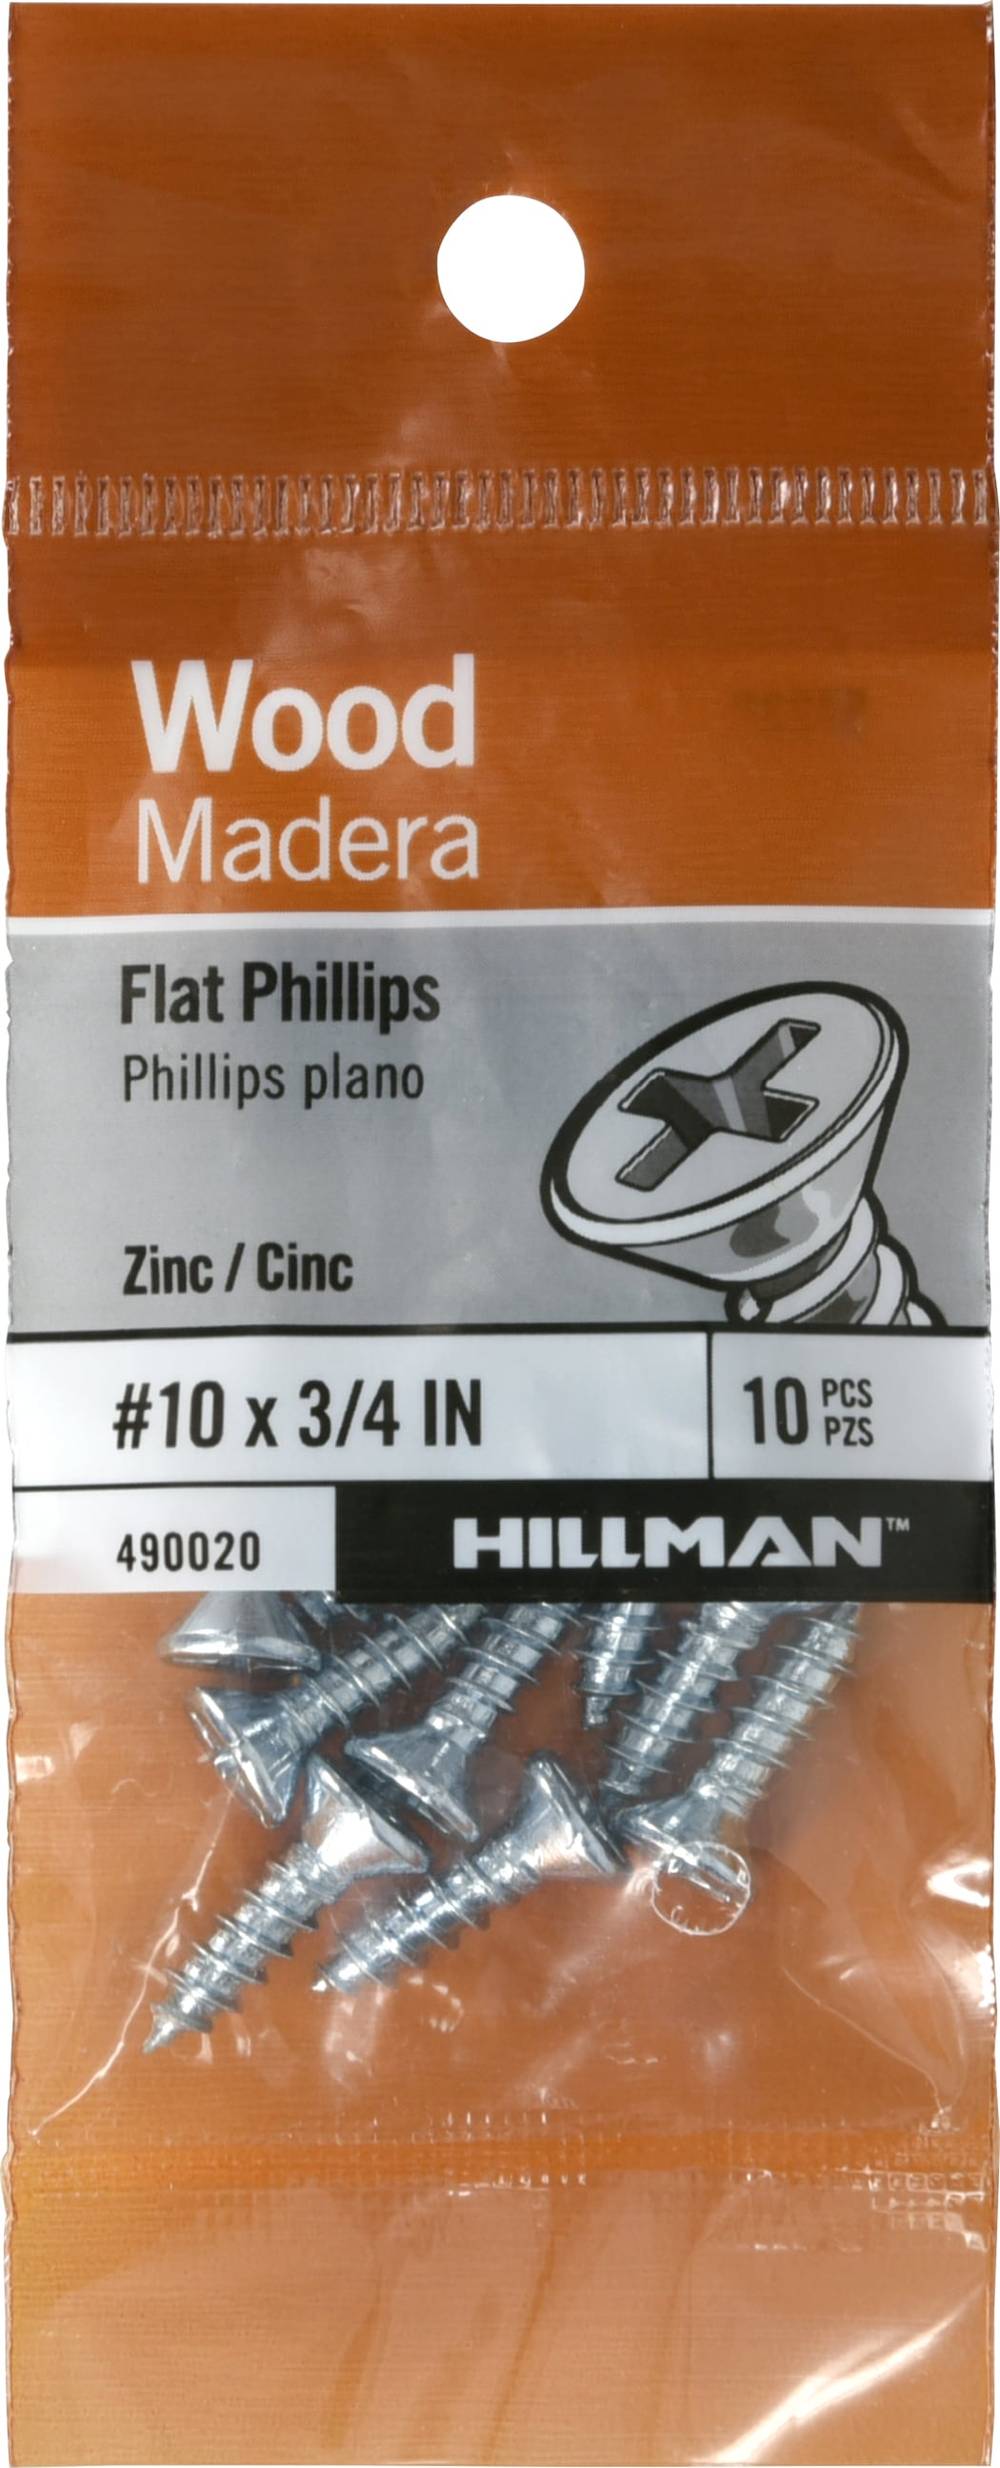 Wood
Madera
Flat Phillips
Phillips plano
Zinc / Cinc
#10 x 3/4 IN
10 PCS
PZS
490020
HILLMAN™